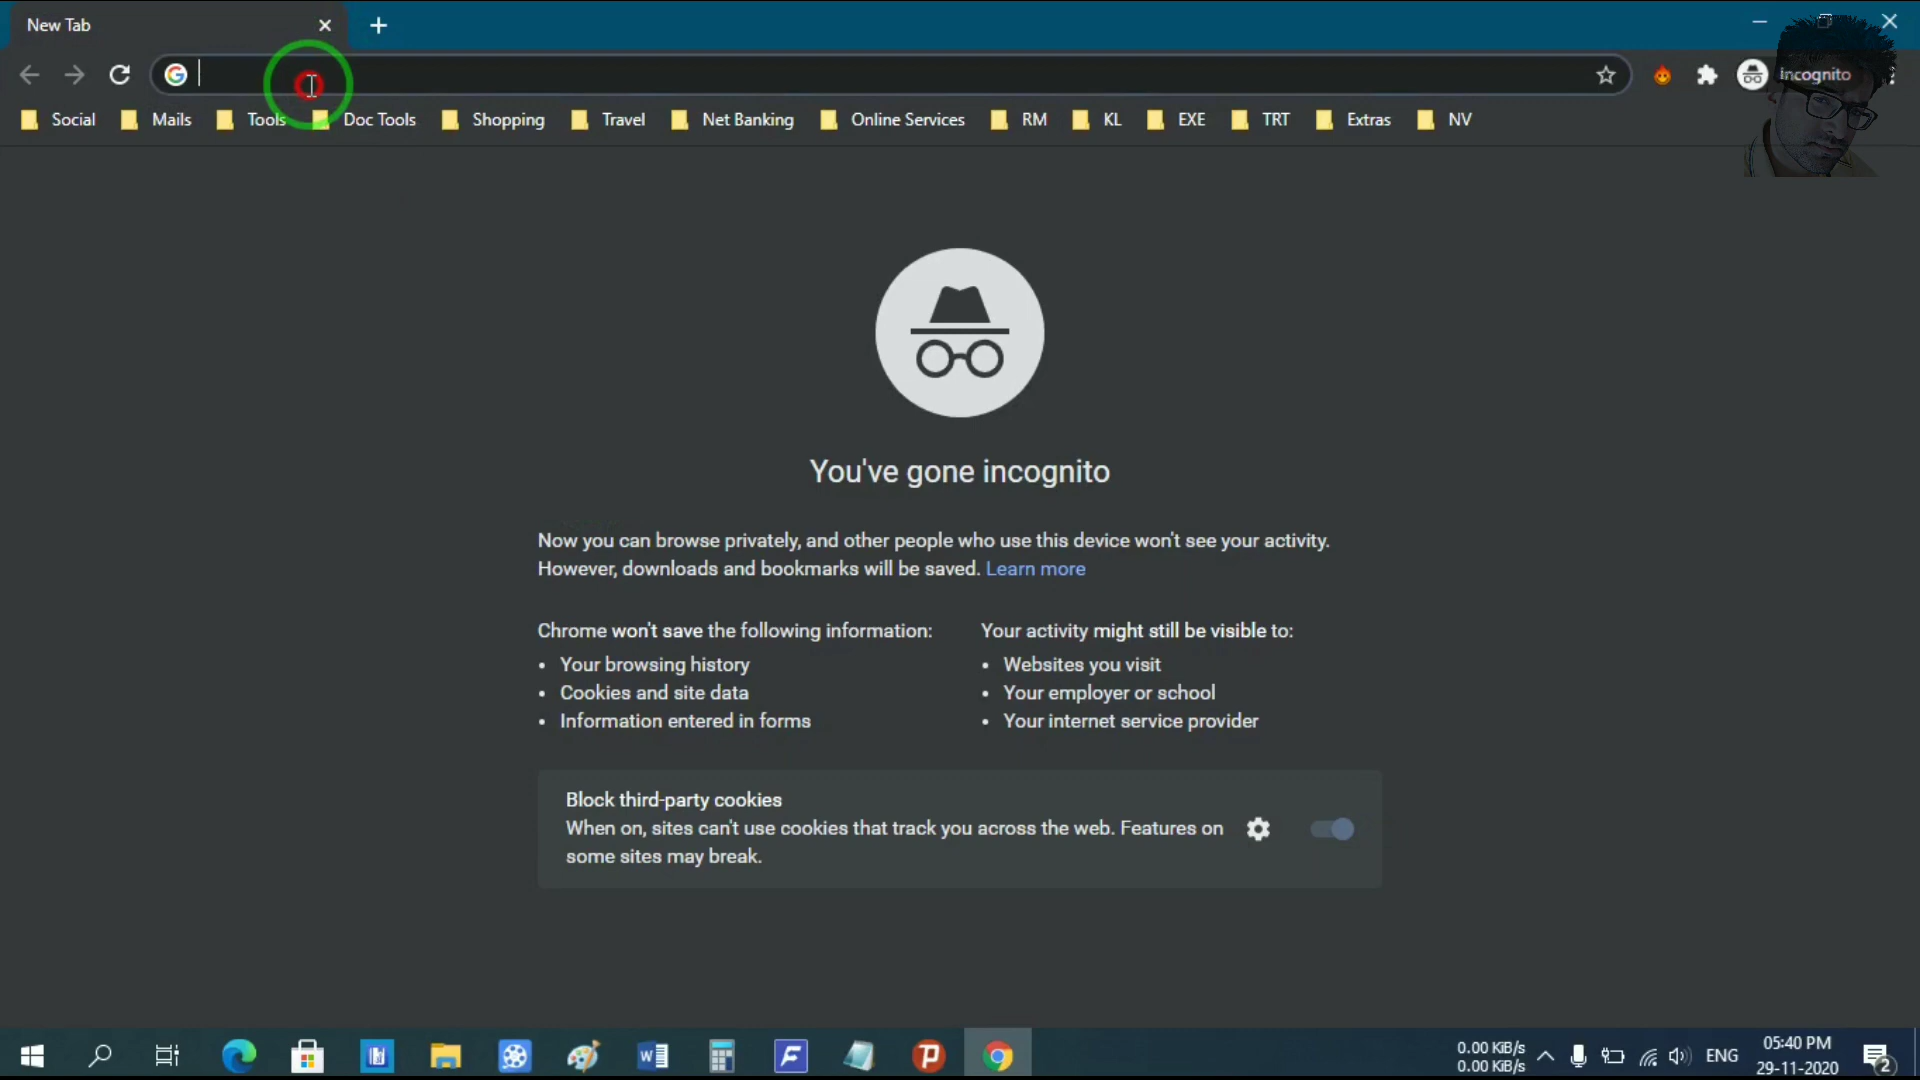 New Tab
Incognito
Social
Mails
Tools
Doc Tools
Shopping
Travel
Net Banking
Online Services
RM
KL
EXE
TRT
Extras
NV
You've gone incognito
Now you can browse privately, and other people who use this device won't see your activity.
However, downloads and bookmarks will be saved. Learn more
Chrome won't save the following information:
Your browsing history
Cookies and site data
Information entered in forms
Your activity might still be visible to:
Websites you visit
Your employer or school
Your internet service provider
Block third-party cookies
When on, sites can't use cookies that track you across the web. Features on
some sites may break.
0.00 KiB/s
0.00 KiB/s
ENG
05:40 PM
29-11-2020
2